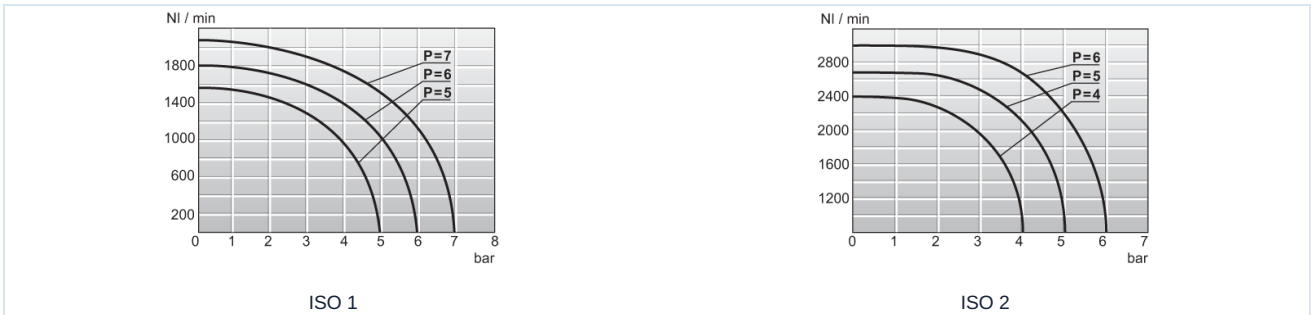 Nl / min
1800
1400
1000
600
200
P=7
P=6
P=5
0 1 2 3 4 5 6 7 8
bar
ISO 1
Nl / min
2800
2400
2000
1600
1200
P=6
P=5
P=4
0 1 2 3 4 5 6 7
bar
ISO 2